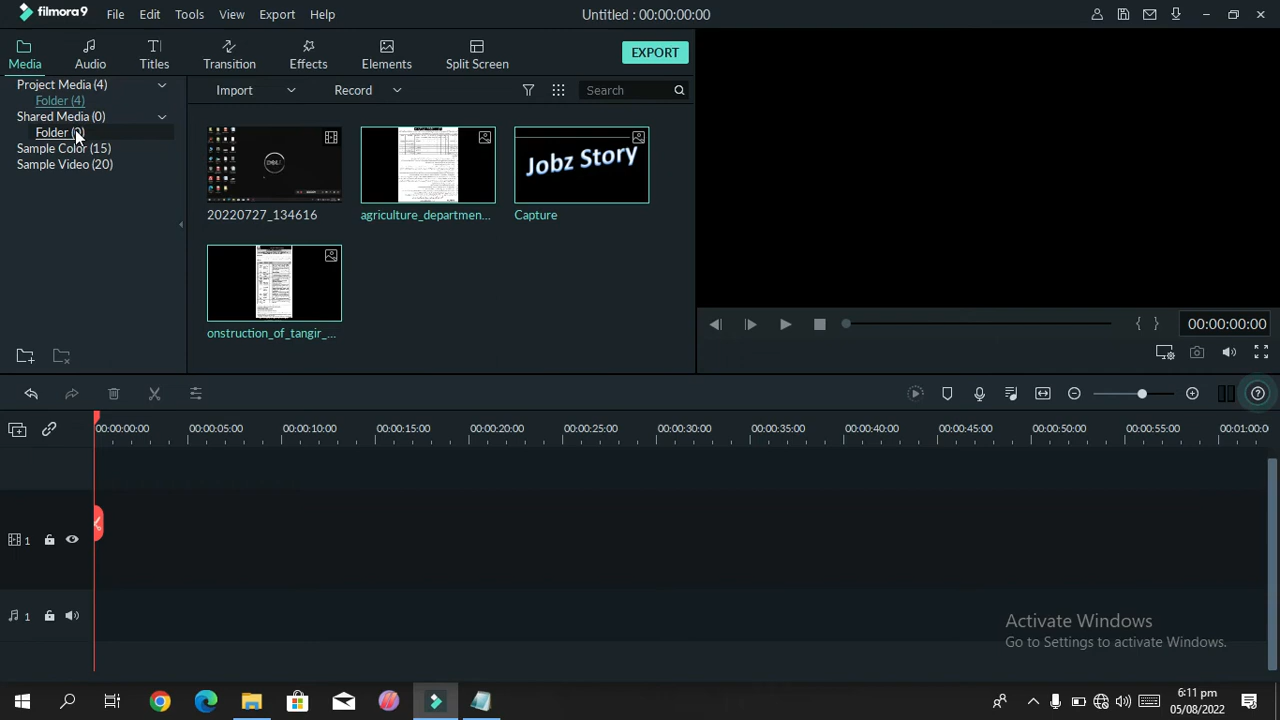 filmora9 File Edit Tools View Export Help Untitled : 00:00:00:00
Media Audio Titles Transition Effects Elements Split Screen EXPORT
Project Media (4) Import Record Search
Folder (4)
Shared Media (0)
Folder
Sample Color (15)
Sample Video (20)
DELL
Jobz Story
20220727_134616 agriculture_departmen... Capture
onstruction_of_tangir_...
00:00:00:00
00:00:00:00 00:00:05:00 00:00:10:00 00:00:15:00 00:00:20:00 00:00:25:00 00:00:30:00 00:00:35:00 00:00:40:00 00:00:45:00 00:00:50:00 00:00:55:00 00:01:00:0
1
1
Activate Windows
Go to Settings to activate Windows.
6:11 pm
05/08/2022